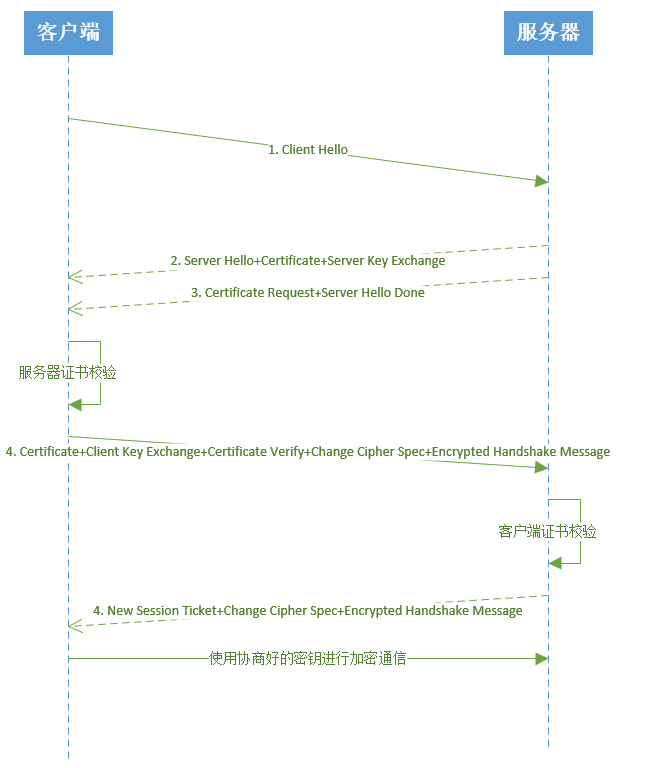 客户端
服务器
1. Client Hello
2. Server Hello+Certificate+Server Key Exchange
3. Certificate Request+Server Hello Done
服务器证书校验
4. Certificate+Client Key Exchange+Certificate Verify+Change Cipher Spec+Encrypted Handshake Message
客户端证书校验
4. New Session Ticket+Change Cipher Spec+Encrypted Handshake Message
使用协商好的密钥进行加密通信